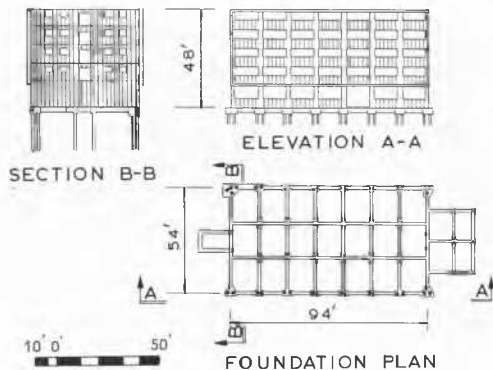 48'
SECTION B-B
ELEVATION A-A
B
54'
A
A
94'
B
10' 0' 50'
FOUNDATION PLAN